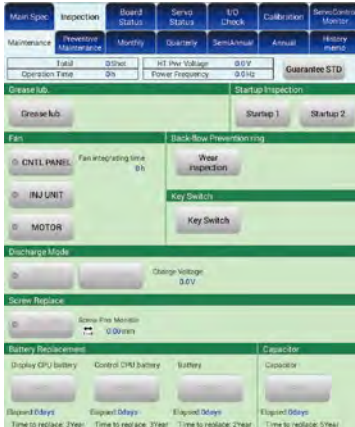 Main Spec Inspection Board Status Servo Status I/O Check Calibration Servo Control Monitor
Maintenance Preventive Maintenance Monthly Quarterly SemiAnnual Annual History memo
Total 0Shot HT Pwr Voltage 0.0V
Operation Time 0h Power Frequency 0.0Hz
Guarantee STD
Grease lub. Startup Inspection
Grease lub Startup 1 Startup 2
Fan Back-flow Prevention ring
CNTL PANEL Fan integrating time 0h Wear inspection
INJ UNIT Key Switch
MOTOR Key Switch
Discharge Mode
Charge Voltage
0.0V
Screw Replace
Screw Pos Monitor
0.00mm
Battery Replacement Capacitor
Display CPU battery Control CPU battery Battery Capacitor
Elapsed 0days Elapsed 0days Elapsed 0days Elapsed 0days
Time to replace: 3Year Time to replace: 3Year Time to replace: 2Year Time to replace: 5Year